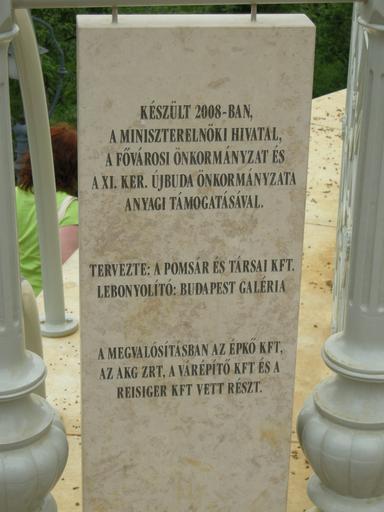 KÉSZÜLT 2008-BAN,
A MINISZTERELNÖKI HIVATAL,
A FŐVÁROSI ÖNKORMÁNYZAT ÉS
A XI. KER. ÚJBUDA ÖNKORMÁNYZATA
ANYAGI TÁMOGATÁSÁVAL.
TERVEZTE: A POMSÁR ÉS TÁRSAI KFT.
LEBONYOLÍTÓ: BUDAPEST GALÉRIA
A MEGVALÓSÍTÁSBAN AZ ÉPKŐ KFT,
AZ AKG ZRT, A VÁRÉPÍTŐ KFT ÉS A
REISIGER KFT VETT RÉSZT.